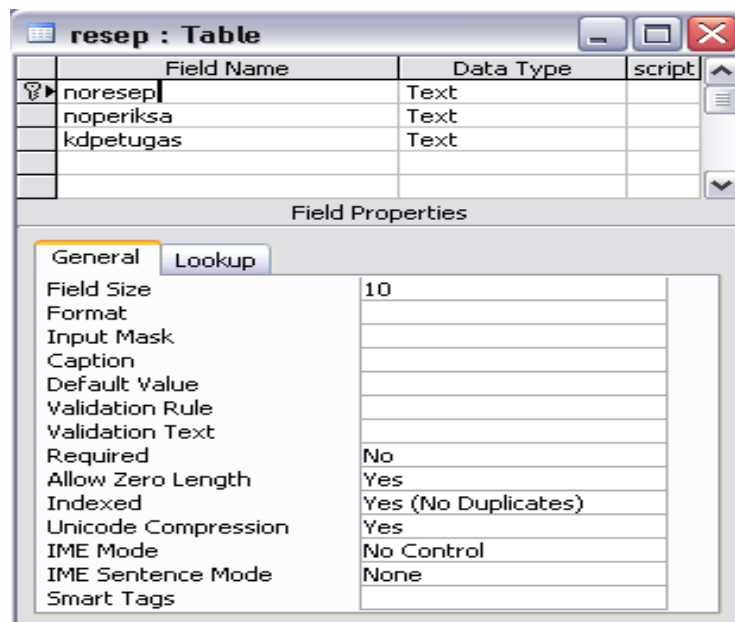 resep : Table
Field Name Data Type script
noresep Text
noperiksa Text
kdpetugas Text
Field Properties
General Lookup
Field Size 10
Format
Input Mask
Caption
Default Value
Validation Rule
Validation Text
Required No
Allow Zero Length Yes
Indexed Yes (No Duplicates)
Unicode Compression Yes
IME Mode No Control
IME Sentence Mode None
Smart Tags